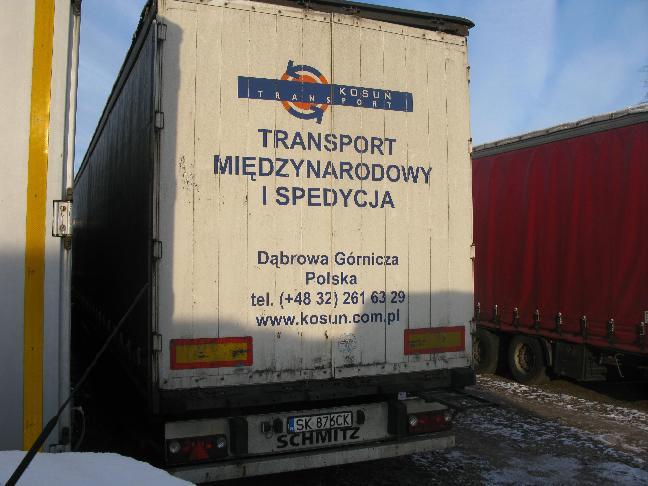 KOSUŃ
TRANSPORT
TRANSPORT
MIĘDZYNARODOWY
I SPEDYCJA
Dąbrowa Górnicza
Polska
tel. (+48 32) 261 63 29
www.kosun.com.pl
SK 876CK
SCHMITZ